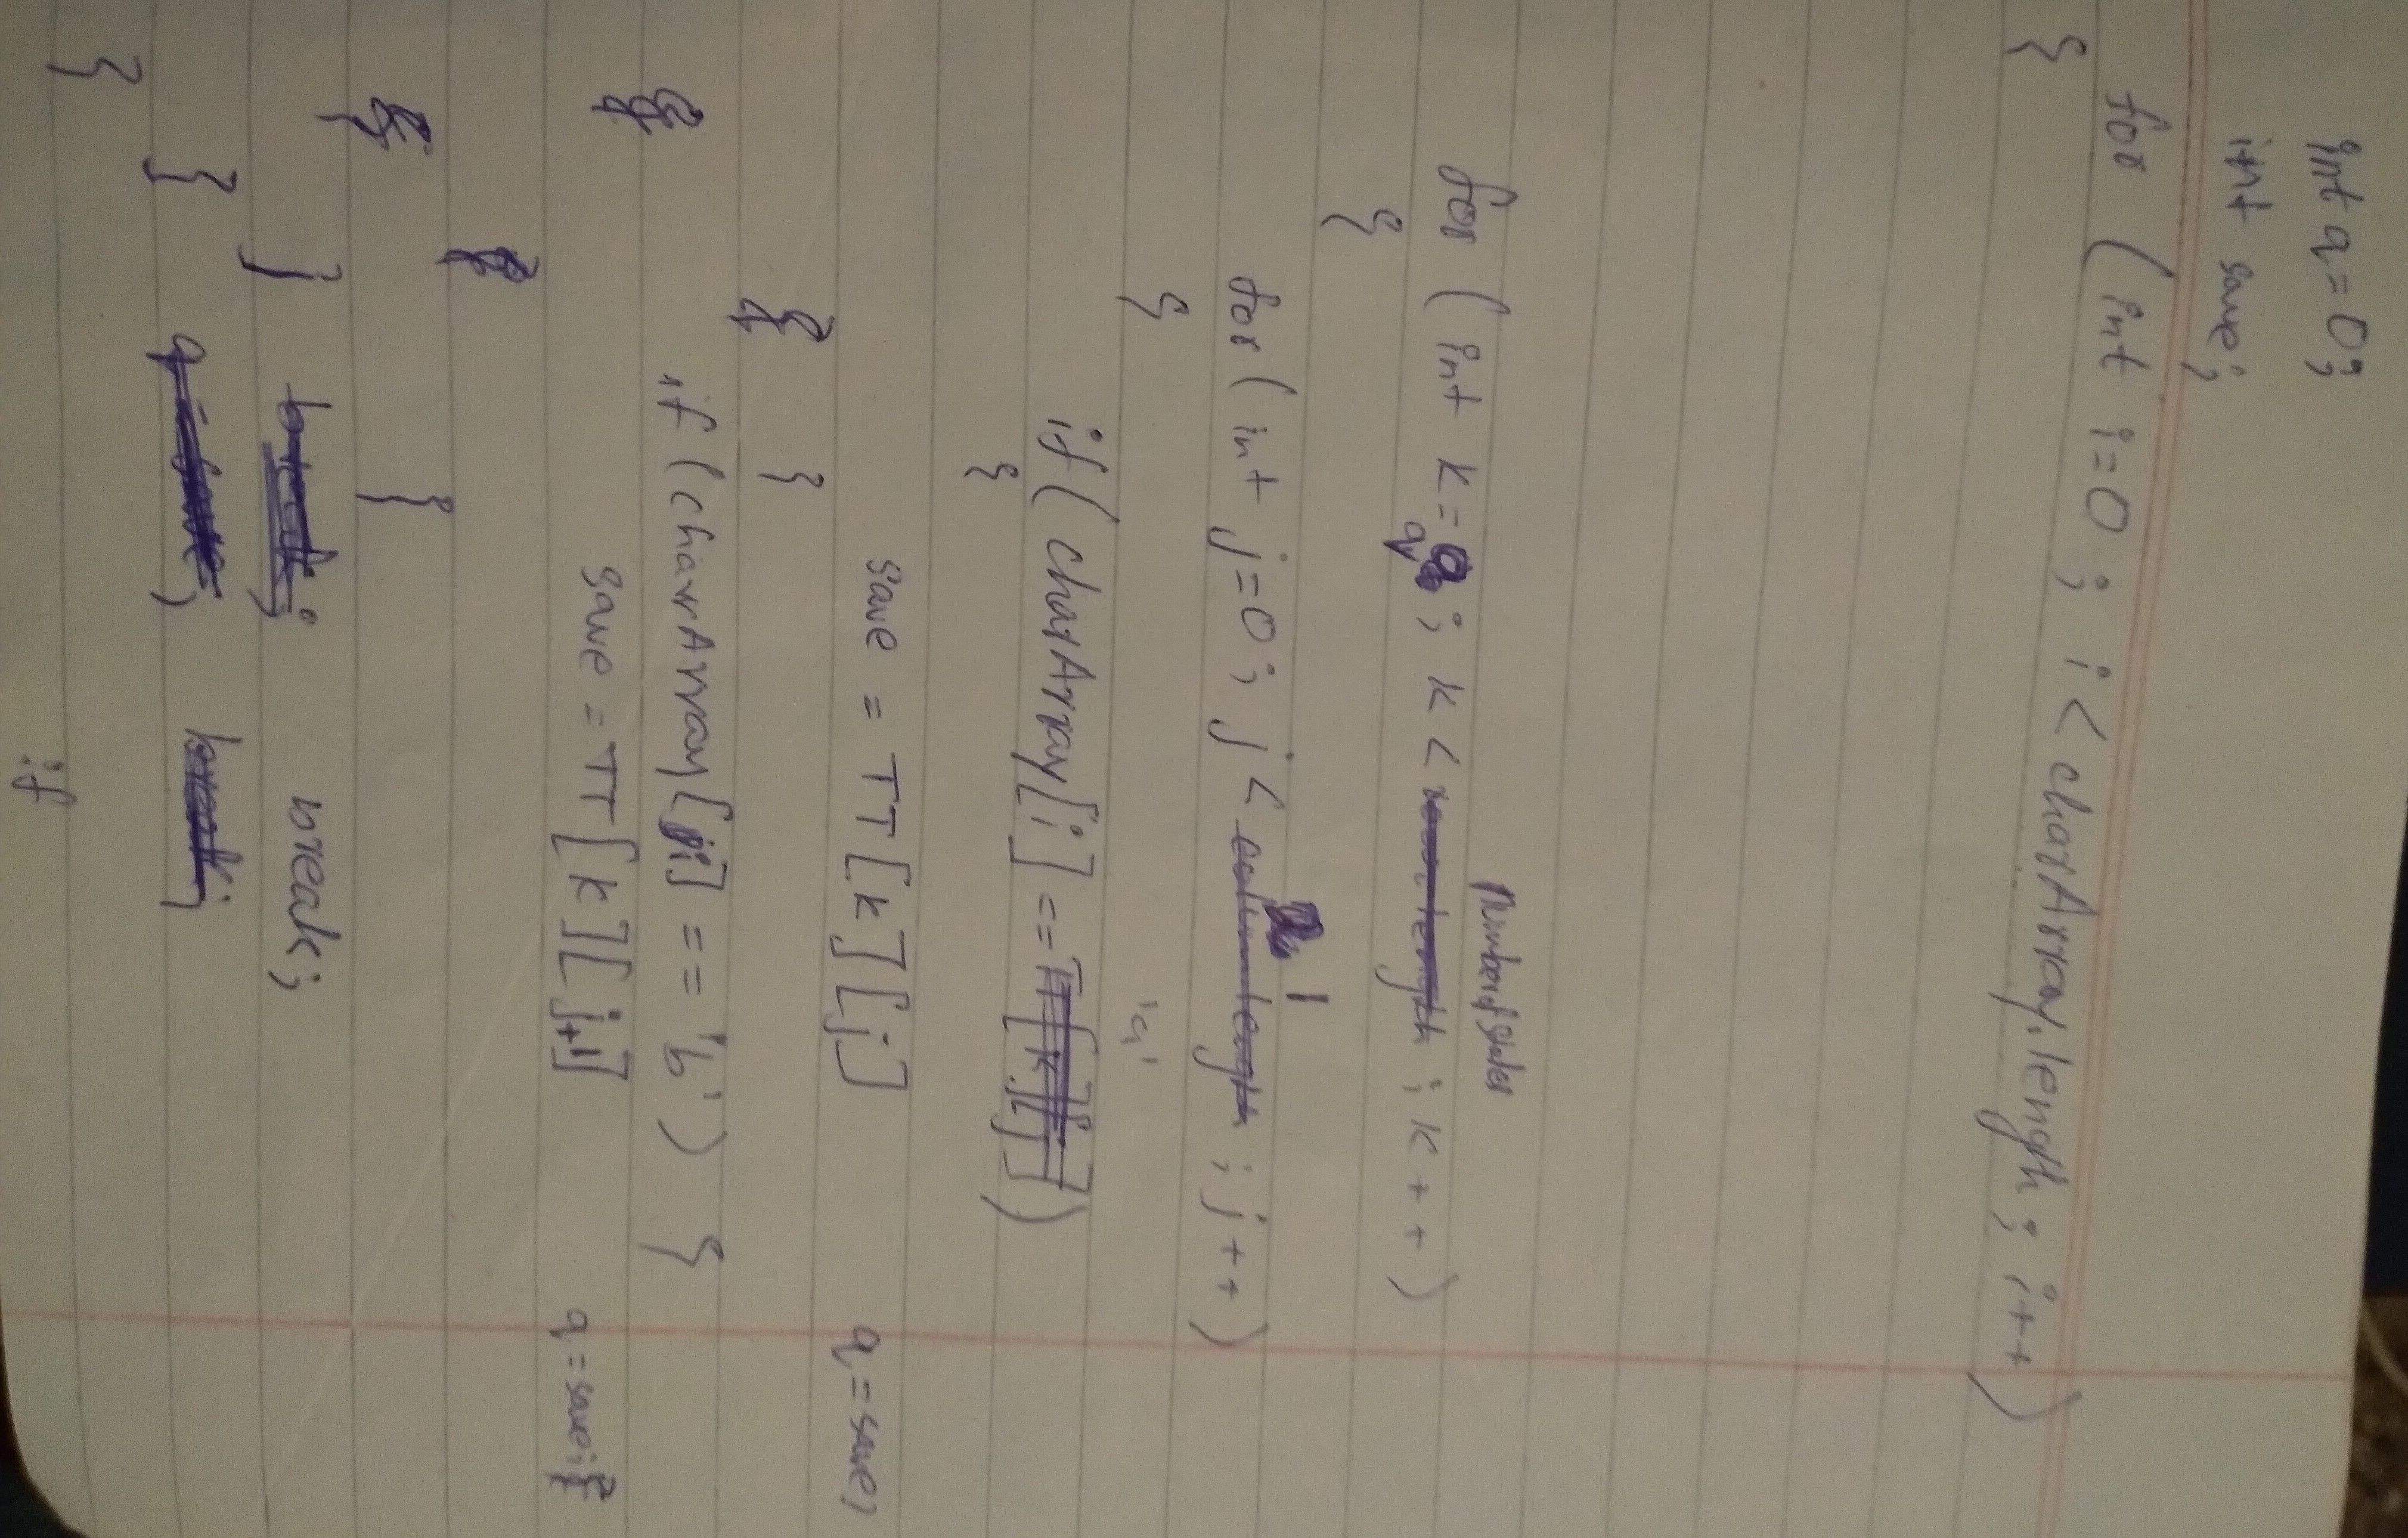 int q = 0;
int save;
for ( int i=0 ; i < charArray.length ; i++ )
{
for ( int k = q ; k < Numberofstates ; k++ )
{
for ( int j=0 ; j < 1 ; j++ )
{
if ( charArray[i] == 'a' )
{
save = TT[k][j] q = save;
}
if (charArray[i] == 'b') {
save = TT[k][j+1] q = save;
}
} break;
}
}
if